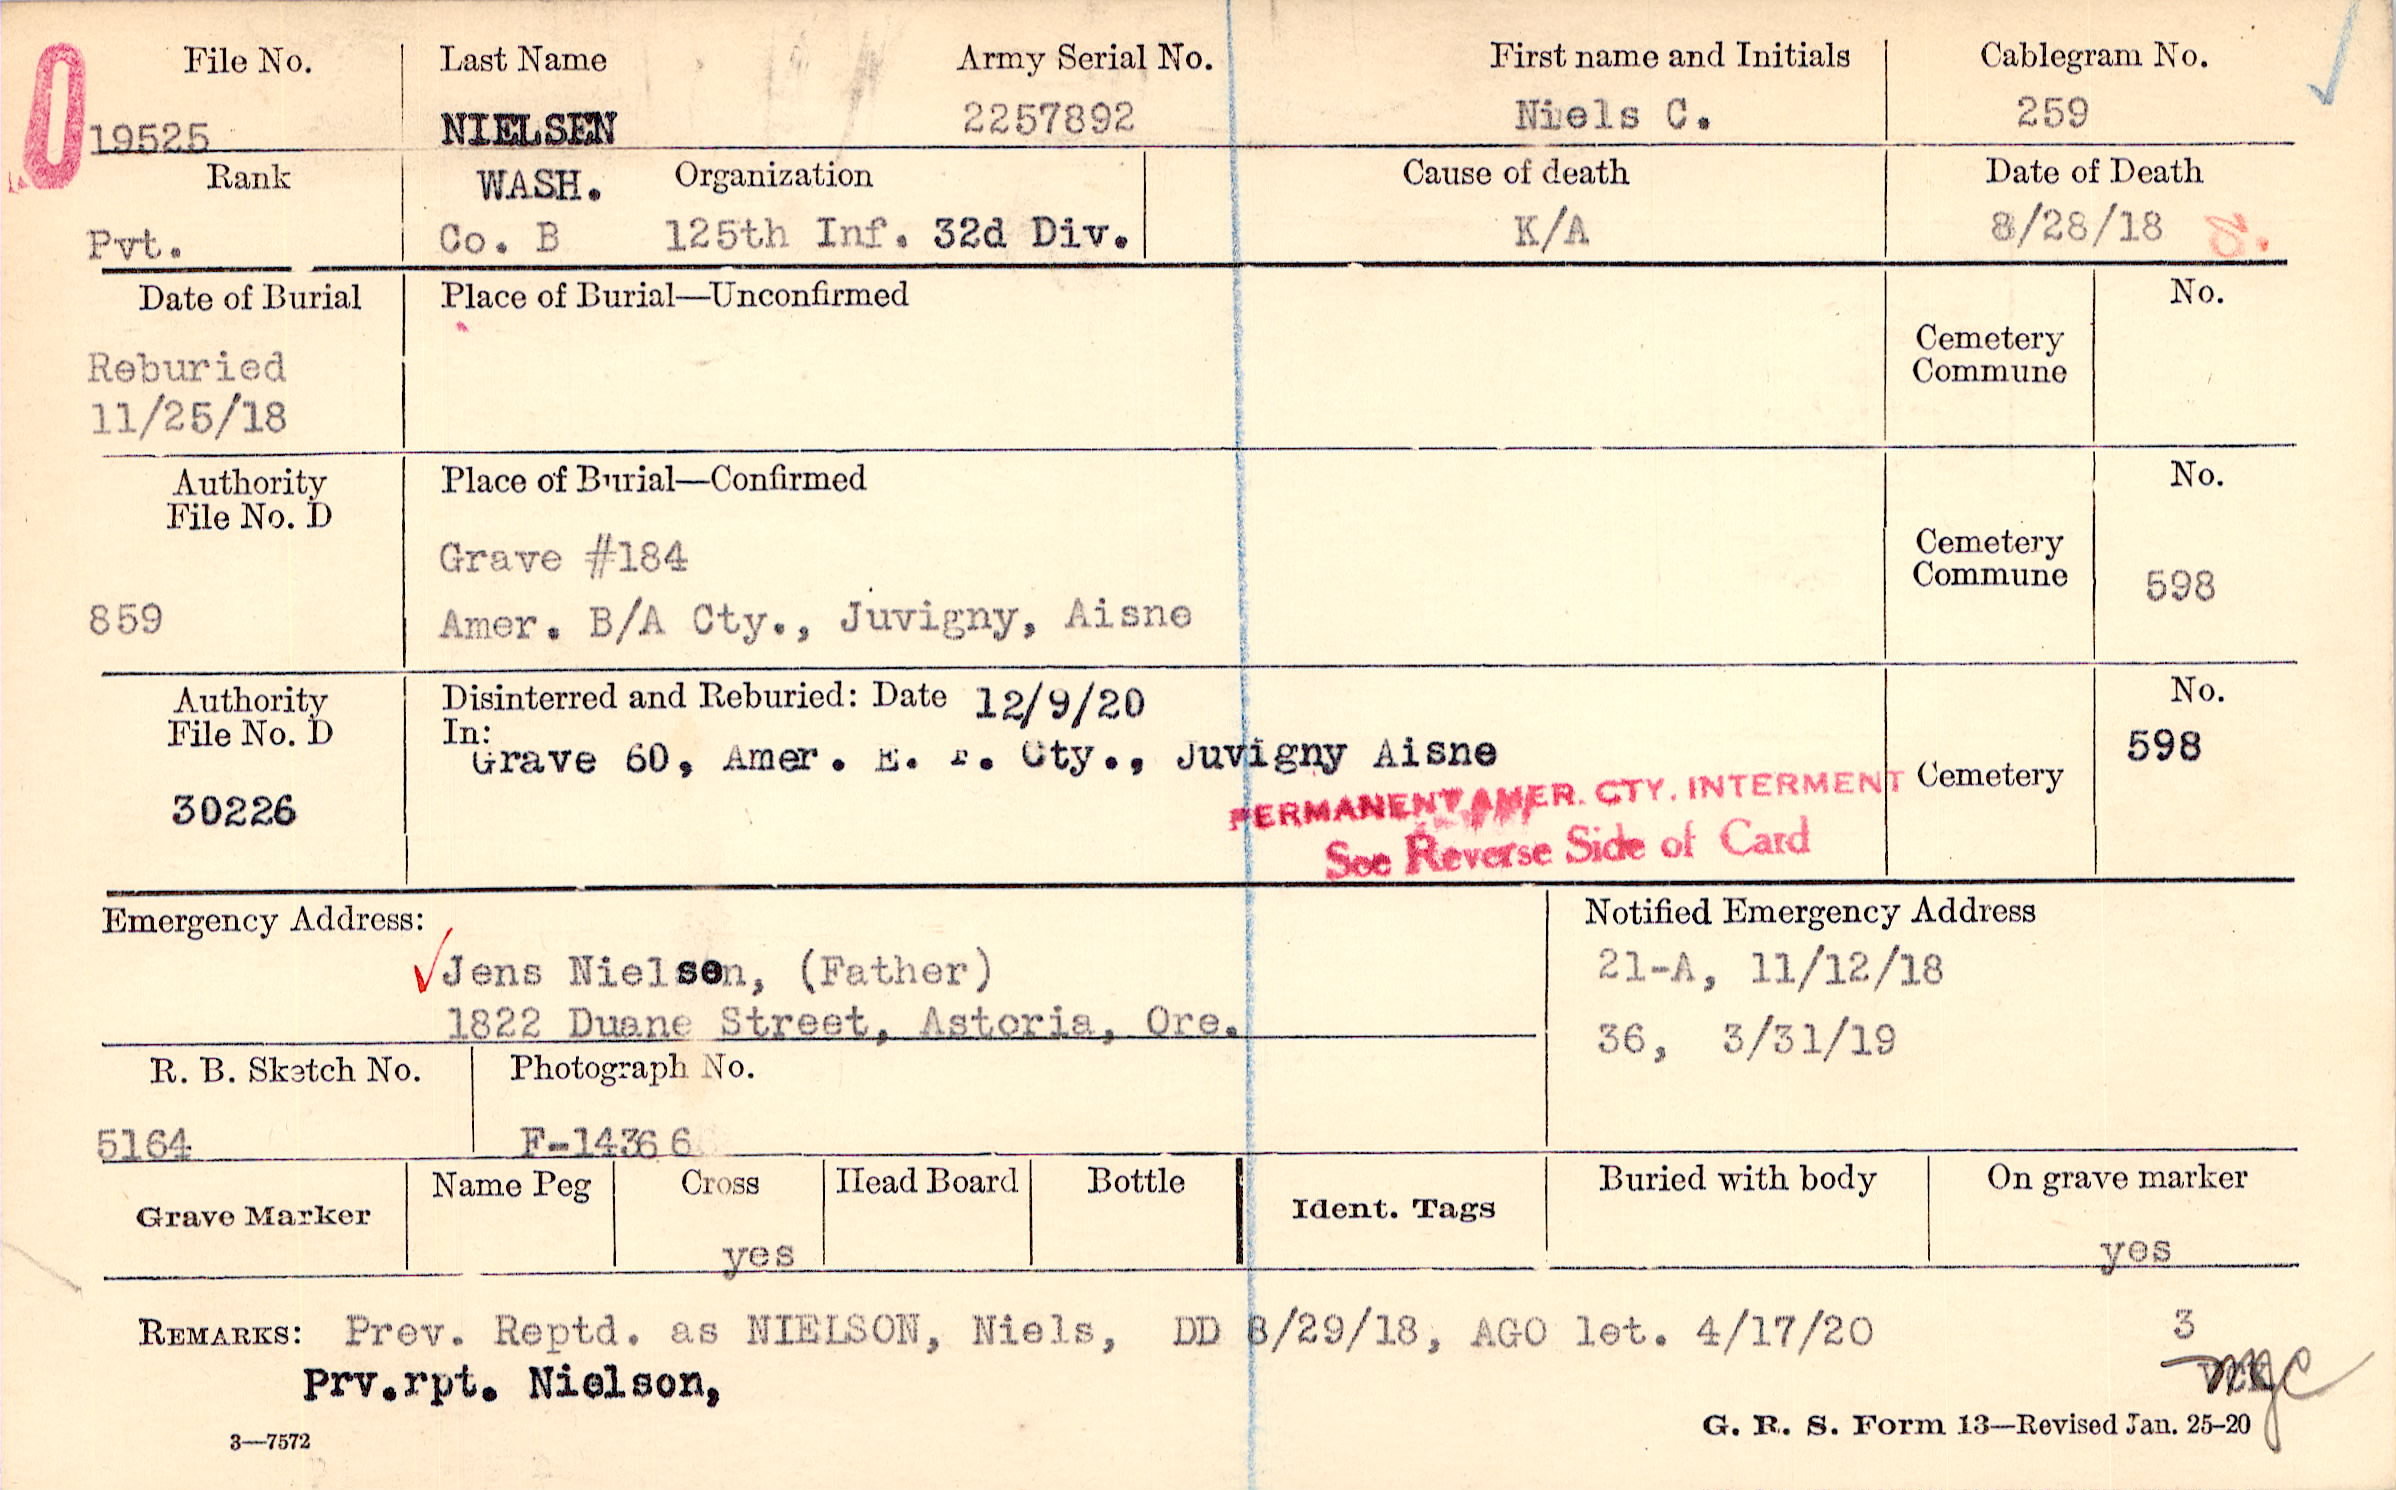 File No. Last Name Army Serial No. First name and Initials Cablegram No.
19525 NIELSEN 2257892 Niels C. 259
Rank WASH. Organization Cause of death Date of Death
Pvt. Co. B 125th Inf. 32d Div. K/A 8/28/18
Date of Burial Place of Burial—Unconfirmed No.
Cemetery
Commune
Reburied
11/25/18
Authority Place of Burial—Confirmed No.
File No. D
Cemetery
Grave #184
Commune 598
859 Amer. B/A Cty., Juvigny, Aisne
Authority Disinterred and Reburied: Date 12/9/20 No.
File No. D In: 598
Grave 60, Amer. E. F. Cty., Juvigny Aisne
Cemetery
30226 PERMANENT AMER. CTY. INTERMENT
See Reverse Side of Card
Emergency Address: Notified Emergency Address
Jens Nielsen, (Father) 21-A, 11/12/18
1822 Duane Street, Astoria, Ore. 36, 3/31/19
R. B. Sketch No. Photograph No.
5164 F-14366
Name Peg Cross Head Board Bottle Buried with body On grave marker
Grave Marker Ident. Tags
yes yes
REMARKS: Prev. Reptd. as NIELSON, Niels, DD 8/29/18, AGO let. 4/17/20 3
Prv.rpt. Nielson,
3—7572 G. R. S. Form 13—Revised Jan. 25-20